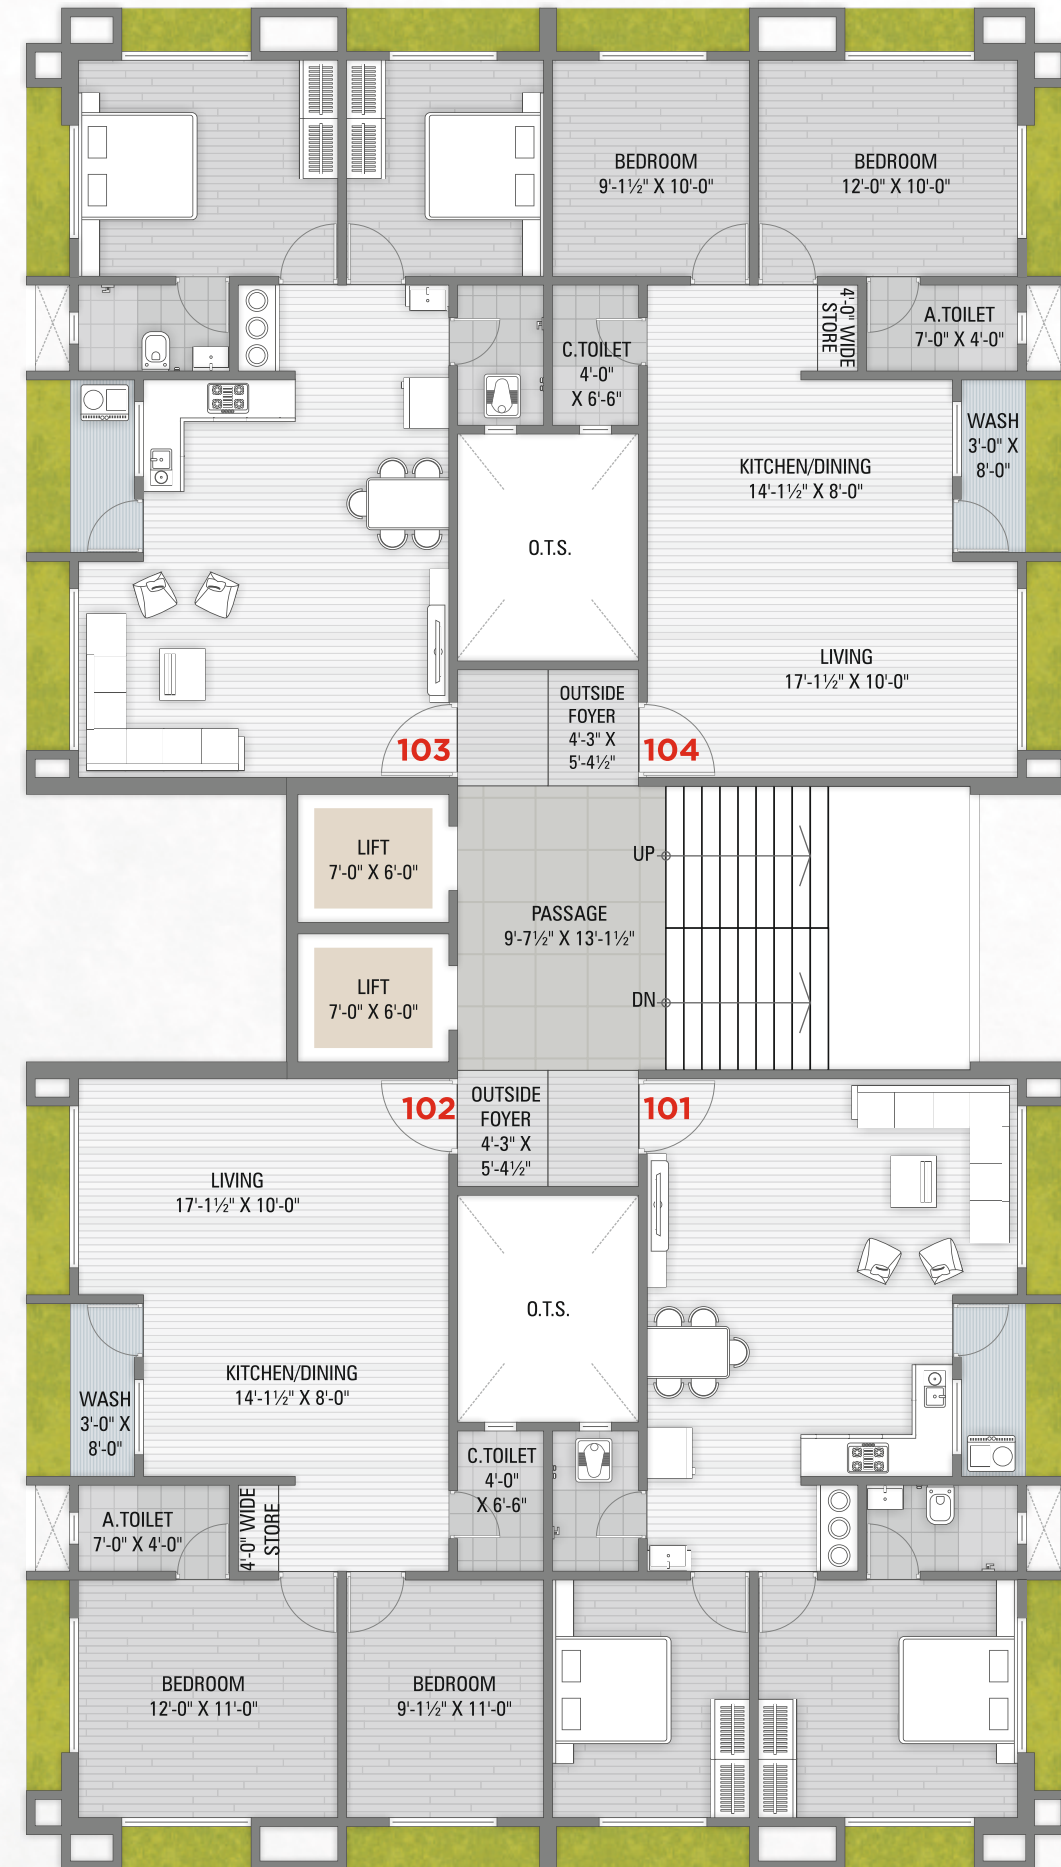 BEDROOM
9'-1½" X 10'-0"
BEDROOM
12'-0" X 10'-0"
4'-0" WIDE
STORE
A.TOILET
7'-0" X 4'-0"
C.TOILET
4'-0"
X 6'-6"
WASH
3'-0" X
8'-0"
KITCHEN/DINING
14'-1½" X 8'-0"
O.T.S.
LIVING
17'-1½" X 10'-0"
OUTSIDE
FOYER
4'-3" X
5'-4½"
103
104
LIFT
7'-0" X 6'-0"
UP
PASSAGE
9'-7½" X 13'-1½"
LIFT
7'-0" X 6'-0"
DN
102
OUTSIDE
FOYER
4'-3" X
5'-4½"
101
LIVING
17'-1½" X 10'-0"
O.T.S.
KITCHEN/DINING
14'-1½" X 8'-0"
WASH
3'-0" X
8'-0"
C.TOILET
4'-0"
X 6'-6"
A.TOILET
7'-0" X 4'-0"
4'-0" WIDE
STORE
BEDROOM
12'-0" X 11'-0"
BEDROOM
9'-1½" X 11'-0"